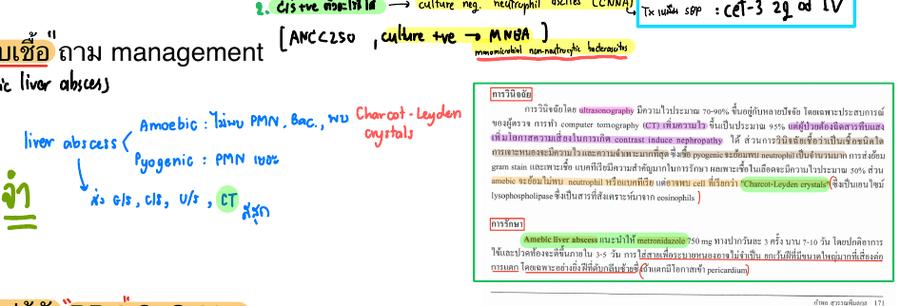 2. C/S +ve → culture neg. neutrophil ascites (CNNA)
Tx เหมือน SBP : cef-3 2g od IV
[ANC<250 , culture +ve → MNBA
monomicrobial non-neutrocytic bacterascites
บเชื้อ" ถาม management
ic liver abscess
liver abscess
Amoebic : ไม่พบ PMN, Bac., พบ Charcot-Leyden crystals
Pyogenic : PMN เยอะ
ส่ง G/S, C/S, U/S, CT
ดีสุด
จำ
การวินิจฉัย
การวินิจฉัยโดย ultrasonography มีความไวประมาณ 70-90% ขึ้นอยู่กับหลายปัจจัย โดยเฉพาะประสบการณ์
ของผู้ตรวจ การทำ computer tomography (CT) เพิ่มความไวขึ้นเป็นประมาณ 95% แต่ผู้ป่วยต้องฉีดสารทึบแสง
เพิ่มโอกาสความเสี่ยงในการเกิด contrast induce nephropathy ได้ ส่วนการวินิจฉัยเชื้อว่าเป็นเชื้อชนิดใด
การเจาะหนองจะมีความไวและความจำเพาะมากที่สุด ซึ่งเชื้อ pyogenic จะย้อมพบ neutrophil เป็นจำนวนมาก การส่งย้อม
gram stain และเพาะเชื้อ แบคทีเรียมีความสำคัญมากในการรักษา ผลเพาะเชื้อในเลือดจะมีความไวประมาณ 50% ส่วน
amebic จะย้อมไม่พบ neutrophil หรือแบคทีเรีย แต่อาจพบ cell ที่เรียกว่า "Charcot-Leyden crystals" (ซึ่งเป็นเอนไซม์
lysophospholipase ซึ่งเป็นสารที่สังเคราะห์มาจาก eosinophils )
การรักษา
Amebic liver abscess แนะนำให้ metronidazole 750 mg ทางปากวันละ 3 ครั้ง นาน 7-10 วัน โดยปกติอาการ
ไข้และปวดท้องจะดีขึ้นภายใน 3-5 วัน การใส่สายเพื่อระบายหนองอาจไม่จำเป็น ยกเว้นฝีที่มีขนาดใหญ่มากที่เสี่ยงต่อ
การแตก โดยเฉพาะอย่างยิ่งฝีที่ตับกลีบซ้ายซึ่ง(ถ้าแตกมีโอกาสเข้า pericardium)
กำพล สุวรรณพิมลกุล 171